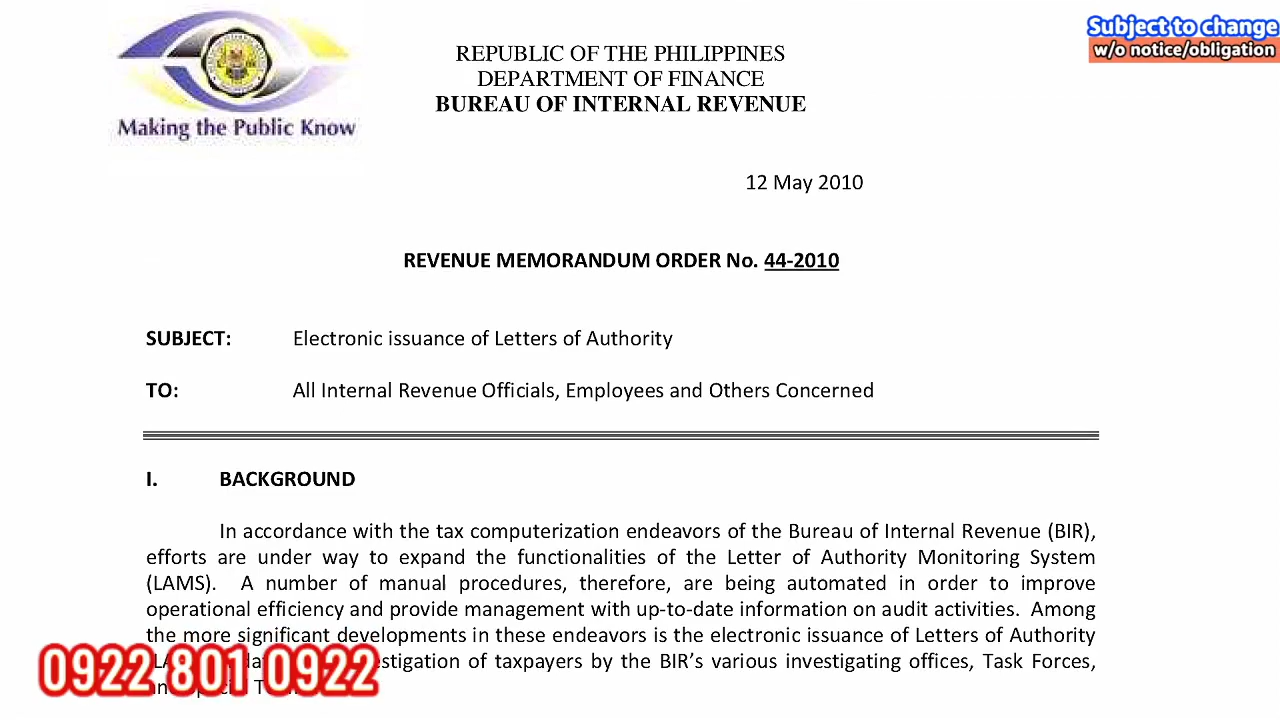 Making the Public Know
REPUBLIC OF THE PHILIPPINES
DEPARTMENT OF FINANCE
BUREAU OF INTERNAL REVENUE
Subject to change
w/o notice/obligation
12 May 2010
REVENUE MEMORANDUM ORDER No. 44-2010
SUBJECT: Electronic issuance of Letters of Authority
TO: All Internal Revenue Officials, Employees and Others Concerned
I. BACKGROUND
In accordance with the tax computerization endeavors of the Bureau of Internal Revenue (BIR),
efforts are under way to expand the functionalities of the Letter of Authority Monitoring System
(LAMS). A number of manual procedures, therefore, are being automated in order to improve
operational efficiency and provide management with up-to-date information on audit activities. Among
the more significant developments in these endeavors is the electronic issuance of Letters of Authority
of taxpayers by the BIR's various investigating offices, Task Forces,
0922 801 0922